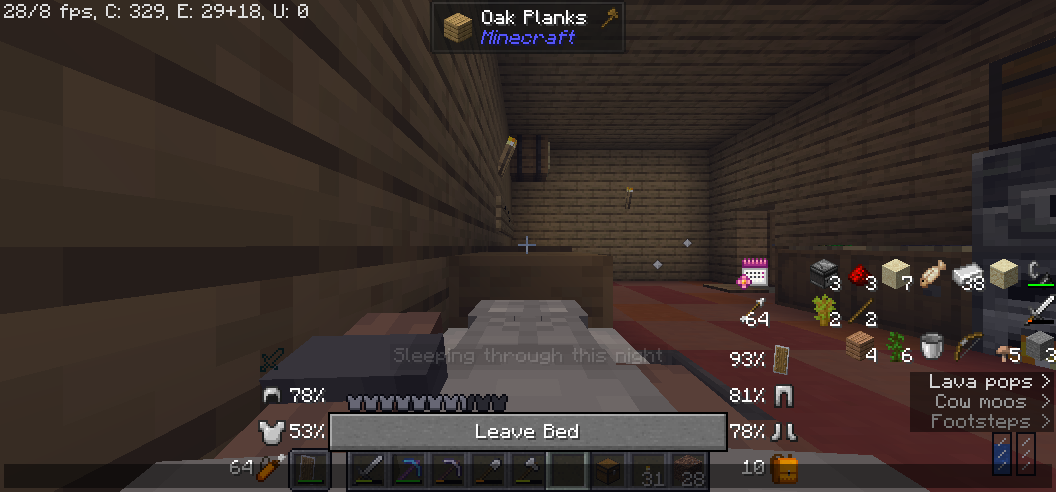 28/8 fps, C: 329, E: 29+18, U: 0
Oak Planks
Minecraft
3
3
7
38
64
2
2
4
6
5
3
Sleeping through this night
93%
78%
81%
Lava pops >
Cow moos >
Footsteps >
53%
Leave Bed
78%
64
31
28
10